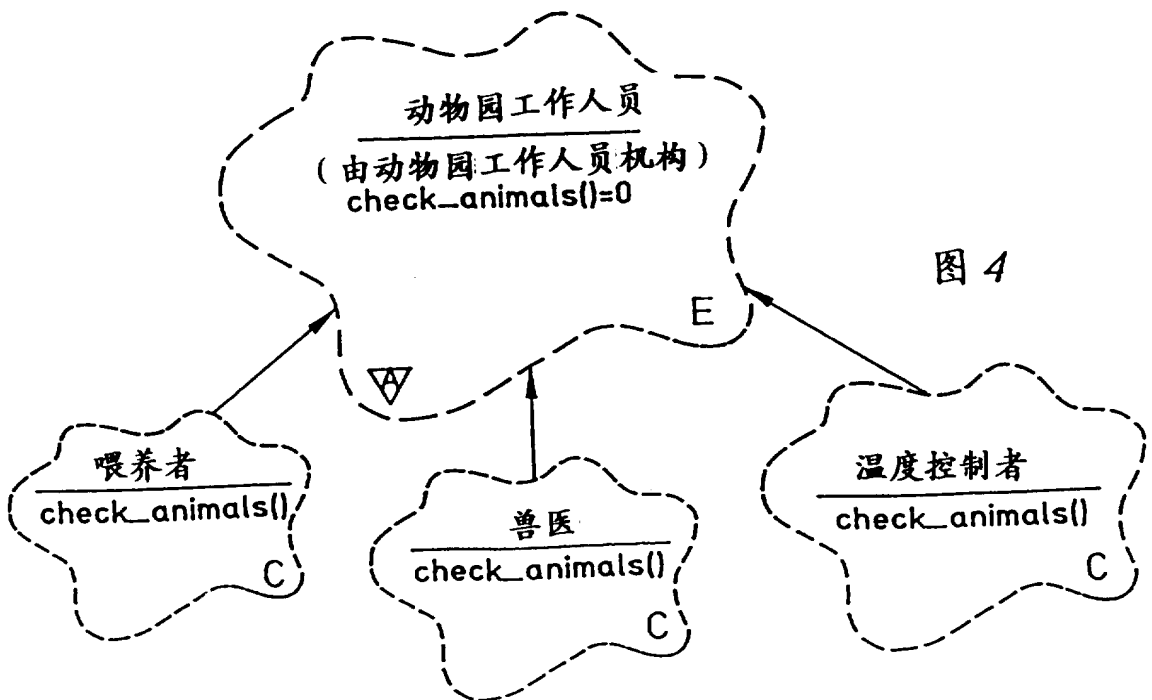 动物园工作人员
(由动物园工作人员机构)
check_animals()=0
E
A
图 4
喂养者
check_animals()
C
兽医
check_animals()
C
温度控制者
check_animals()
C